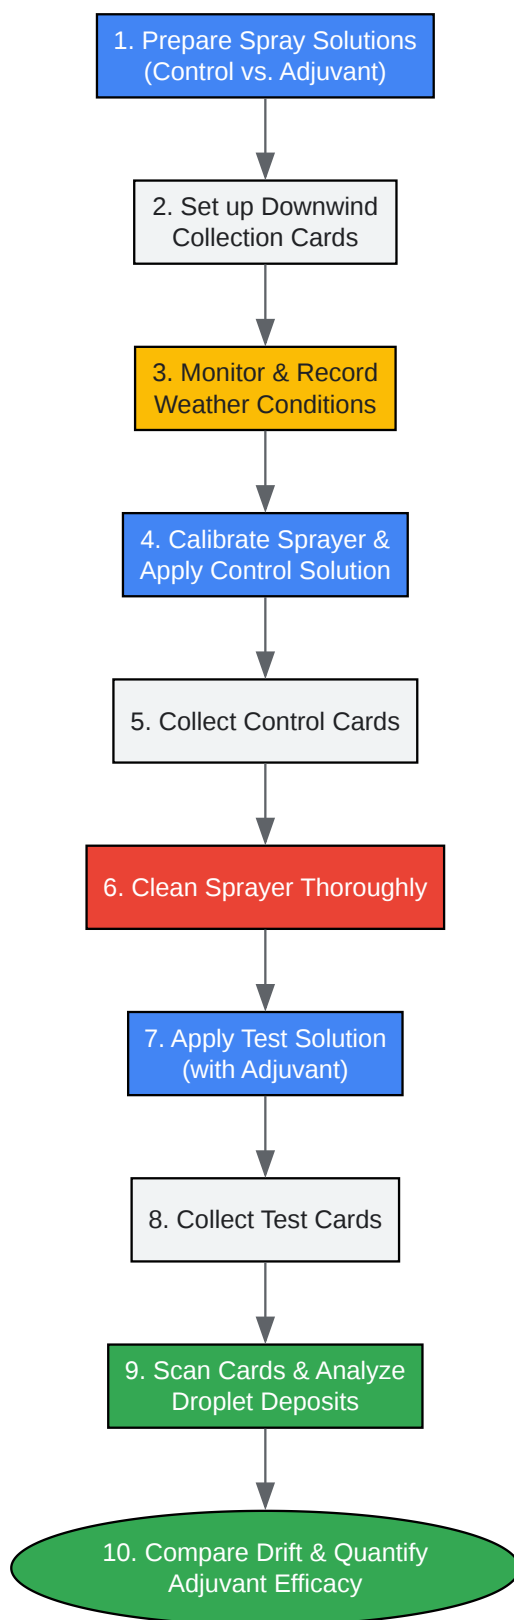 1. Prepare Spray Solutions
(Control vs. Adjuvant)
2. Set up Downwind
Collection Cards
3. Monitor & Record
Weather Conditions
4. Calibrate Sprayer &
Apply Control Solution
5. Collect Control Cards
6. Clean Sprayer Thoroughly
7. Apply Test Solution
(with Adjuvant)
8. Collect Test Cards
9. Scan Cards & Analyze
Droplet Deposits
10. Compare Drift & Quantify
Adjuvant Efficacy